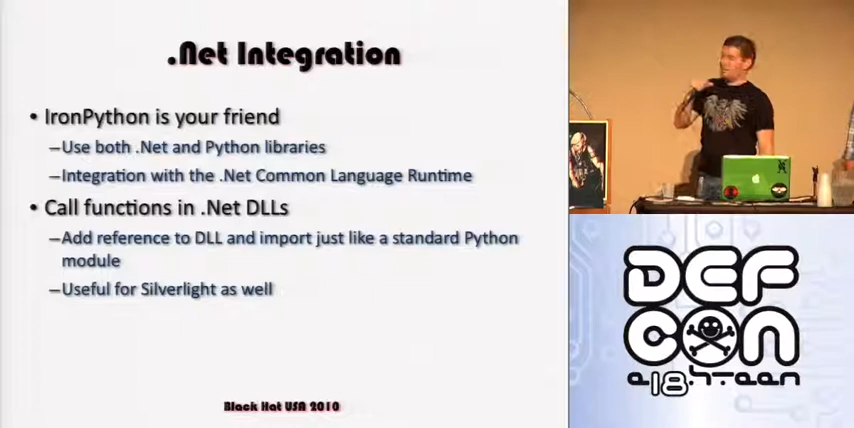 .Net Integration
• IronPython is your friend
–Use both .Net and Python libraries
–Integration with the .Net Common Language Runtime
• Call functions in .Net DLLs
–Add reference to DLL and import just like a standard Python
module
–Useful for Silverlight as well
Black Hat USA 2010
DEF
CON
18